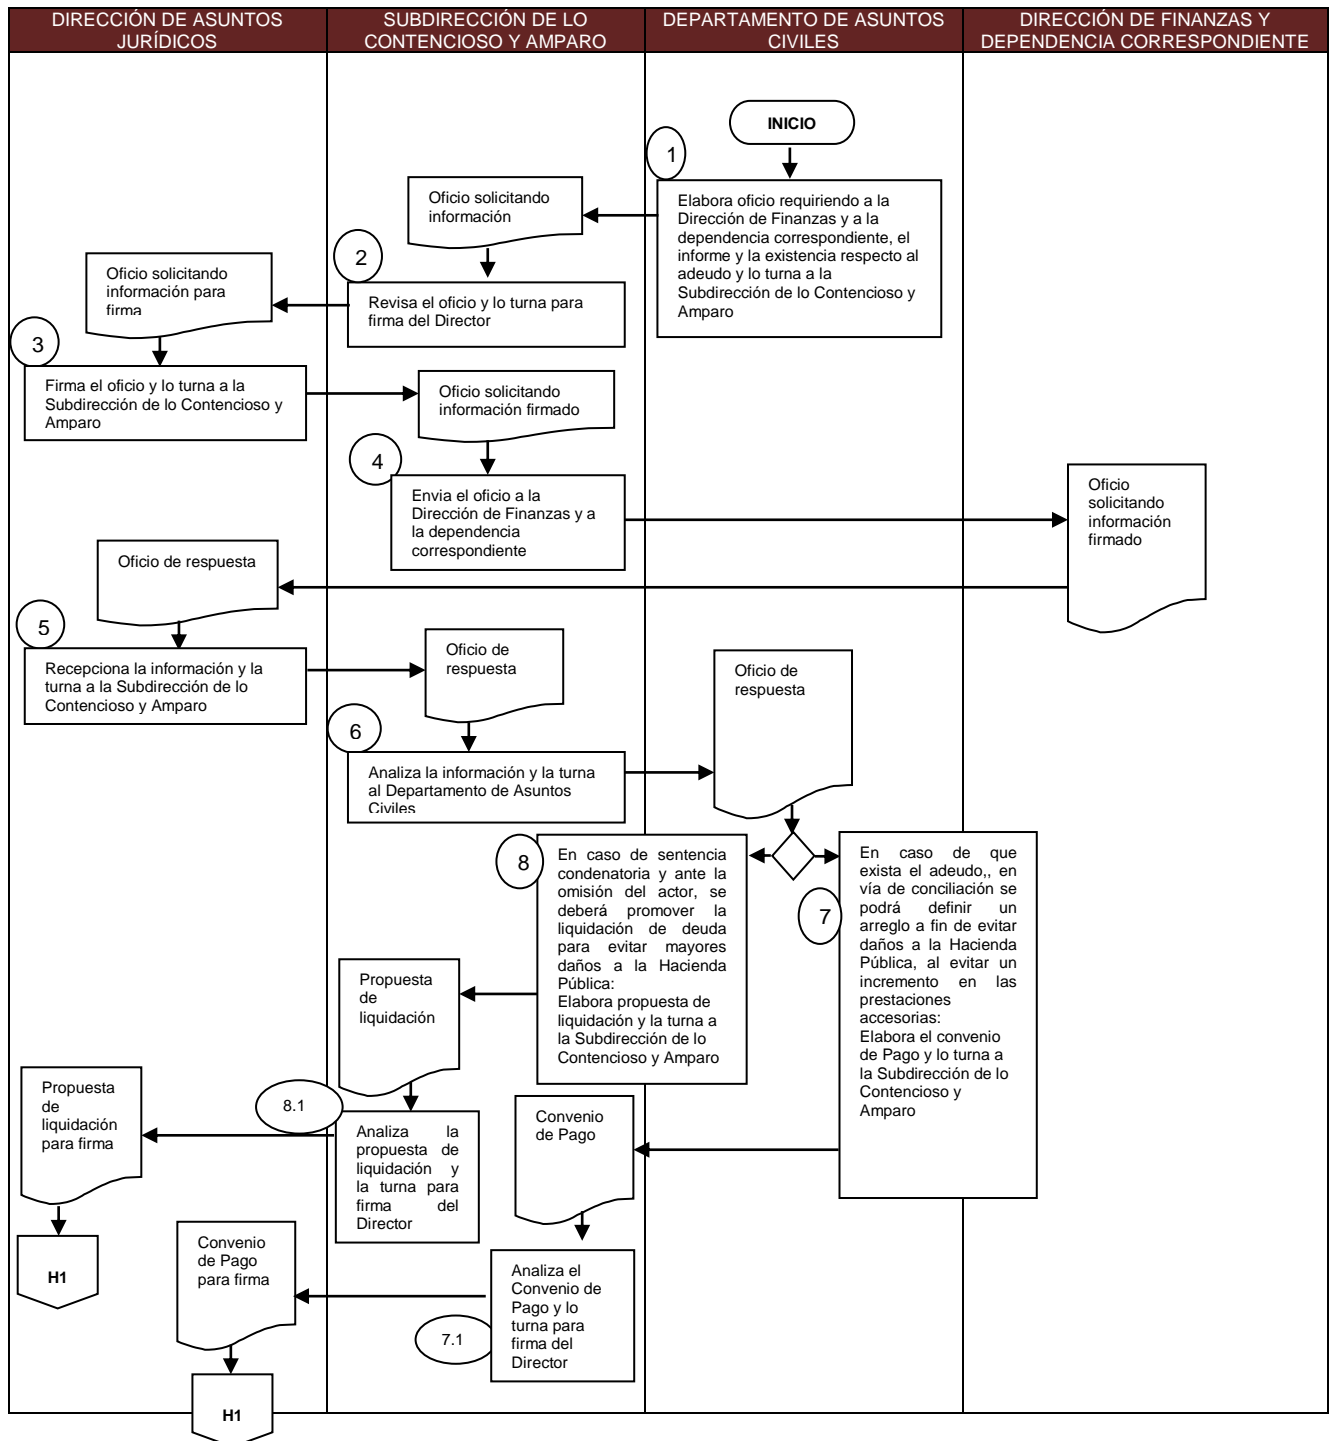 DIRECCIÓN DE ASUNTOS
JURÍDICOS
SUBDIRECCIÓN DE LO
CONTENCIOSO Y AMPARO
DEPARTAMENTO DE ASUNTOS
CIVILES
DIRECCIÓN DE FINANZAS Y
DEPENDENCIA CORRESPONDIENTE
INICIO
1
Elabora oficio requiriendo a la
Dirección de Finanzas y a la
dependencia correspondiente, el
informe y la existencia respecto al
adeudo y lo turna a la
Subdirección de lo Contencioso y
Amparo
Oficio solicitando
información
2
Revisa el oficio y lo turna para
firma del Director
Oficio solicitando
información para
firma
3
Firma el oficio y lo turna a la
Subdirección de lo Contencioso y
Amparo
Oficio solicitando
información firmado
4
Envia el oficio a la
Dirección de Finanzas y a
la dependencia
correspondiente
Oficio
solicitando
información
firmado
Oficio de respuesta
5
Recepciona la información y la
turna a la Subdirección de lo
Contencioso y Amparo
Oficio de
respuesta
6
Analiza la información y la turna
al Departamento de Asuntos
Civiles
Oficio de
respuesta
8
En caso de sentencia
condenatoria y ante la
omisión del actor, se
deberá promover la
liquidación de deuda
para evitar mayores
daños a la Hacienda
Pública:
Elabora propuesta de
liquidación y la turna a
la Subdirección de lo
Contencioso y Amparo
7
En caso de que
exista el adeudo,, en
vía de conciliación se
podrá definir un
arreglo a fin de evitar
daños a la Hacienda
Pública, al evitar un
incremento en las
prestaciones
accesorias:
Elabora el convenio
de Pago y lo turna a
la Subdirección de lo
Contencioso y
Amparo
Propuesta
de
liquidación
8.1
Analiza la
propuesta de
liquidación y
la turna para
firma del
Director
Propuesta
de
liquidación
para firma
H1
Convenio
de Pago
7.1
Analiza el
Convenio de
Pago y lo
turna para
firma del
Director
Convenio
de Pago
para firma
H1